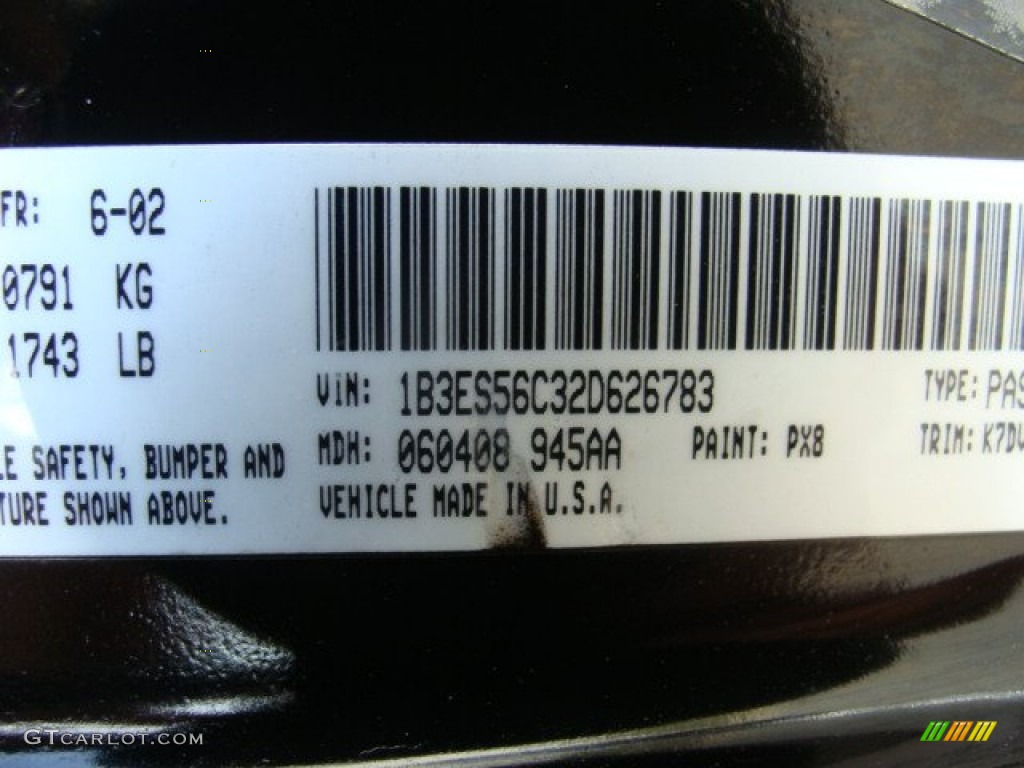 FR: 6-02
0791 KG
1743 LB
VIN: 1B3ES56C32D626783
TYPE: PAS
MDH: 060408 945AA PAINT: PX8 TRIM: K7DV
LE SAFETY, BUMPER AND
TURE SHOWN ABOVE.
VEHICLE MADE IN U.S.A.
GTCARLOT.COM